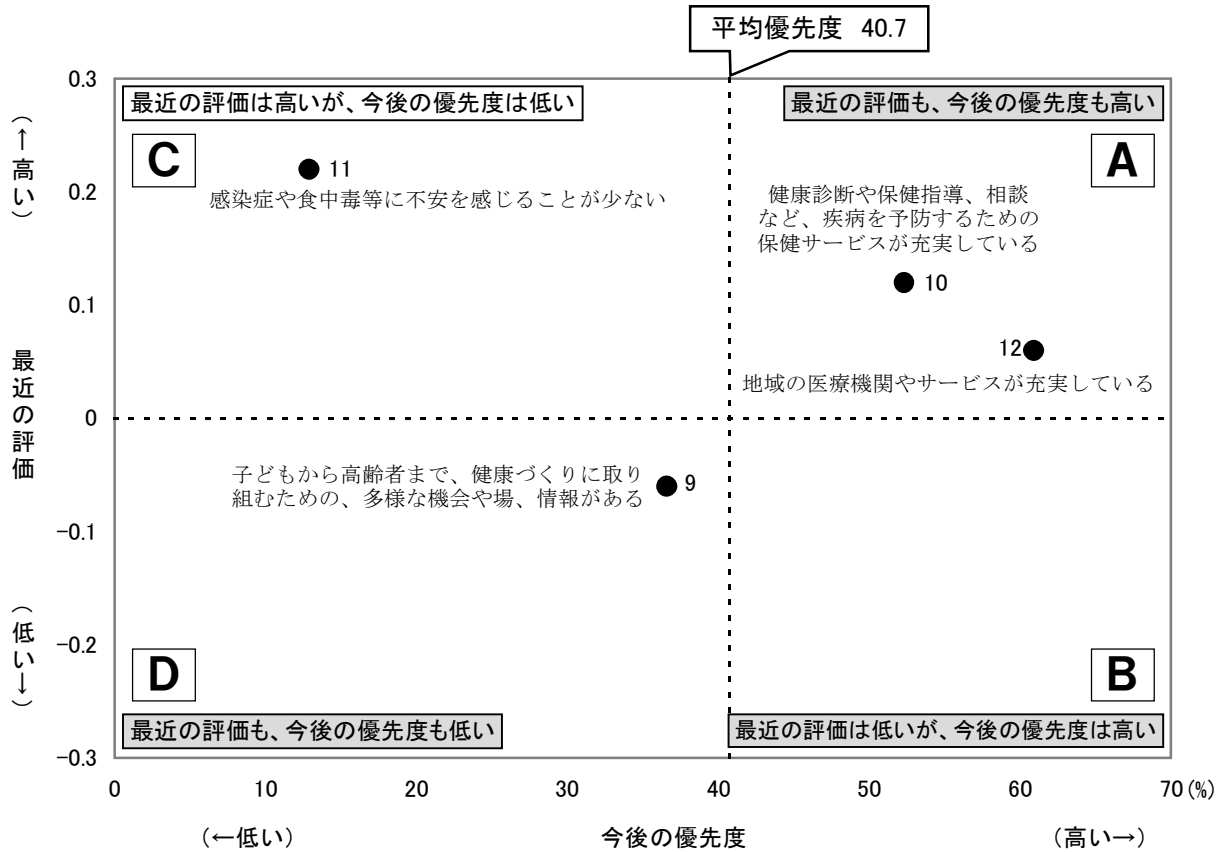 平均優先度 40.7
最近の評価は高いが、今後の優先度は低い
最近の評価も、今後の優先度も高い
C
A
11
感染症や食中毒等に不安を感じることが少ない
健康診断や保健指導、相談
など、疾病を予防するための
保健サービスが充実している
10
12
地域の医療機関やサービスが充実している
子どもから高齢者まで、健康づくりに取り
組むための、多様な機会や場、情報がある
9
D
B
最近の評価も、今後の優先度も低い
最近の評価は低いが、今後の優先度は高い
0.3
0.2
0.1
0
-0.1
-0.2
-0.3
(↑高い)
最近の評価
(低い↓)
0 10 20 30 40 50 60 70(%)
(←低い) 今後の優先度 (高い→)